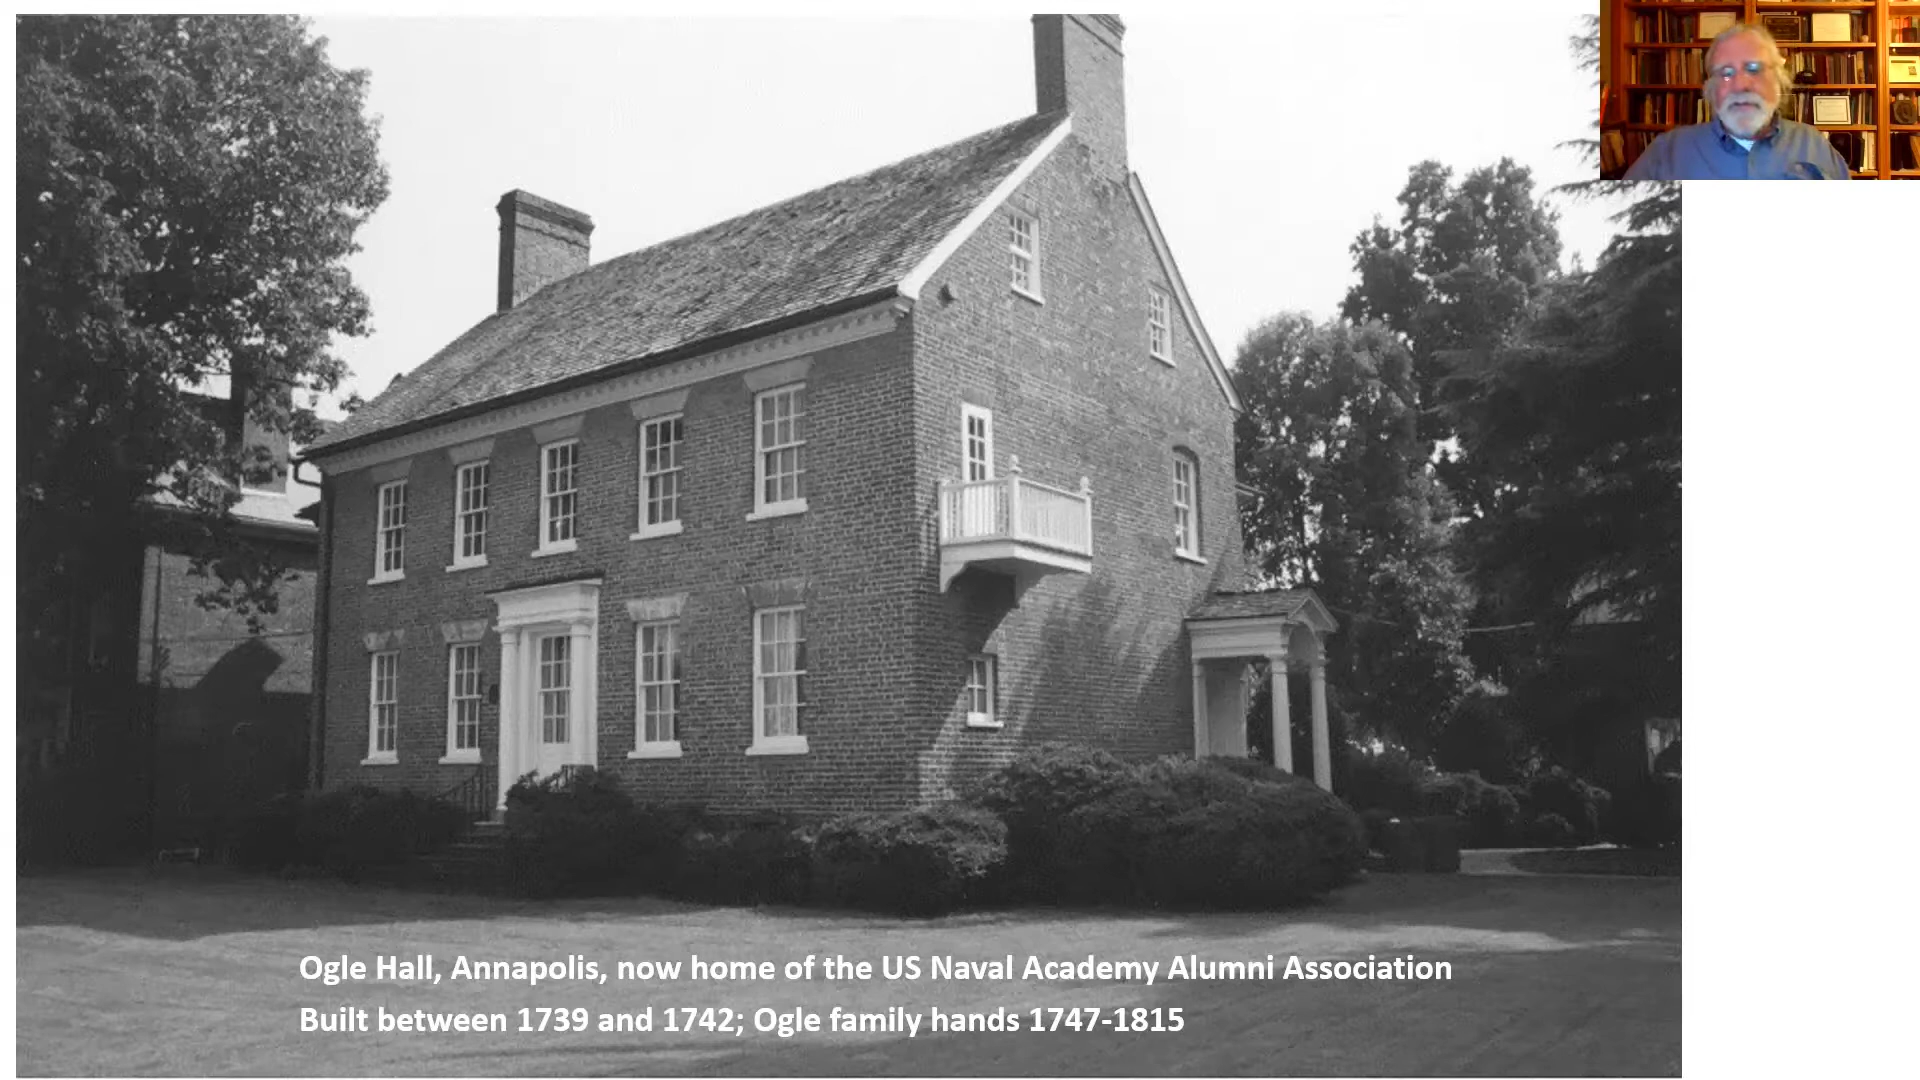 Ogle Hall, Annapolis, now home of the US Naval Academy Alumni Association
Built between 1739 and 1742; Ogle family hands 1747-1815